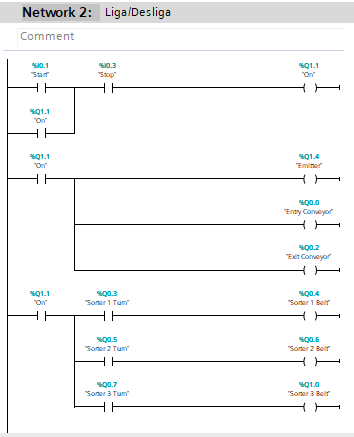 Network 2: Liga/Desliga
Comment
%I0.1 %I0.3 %Q1.1
"Start" "Stop" "On"
%Q1.1
"On"
%Q1.1 %Q1.4
"On" "Emitter"
%Q0.0
"Entry Conveyor"
%Q0.2
"Exit Conveyor"
%Q1.1 %Q0.3 %Q0.4
"On" "Sorter 1 Turn" "Sorter 1 Belt"
%Q0.5 %Q0.6
"Sorter 2 Turn" "Sorter 2 Belt"
%Q0.7 %Q1.0
"Sorter 3 Turn" "Sorter 3 Belt"